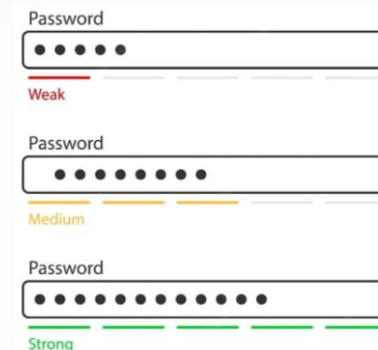 Password
●●●●●
Weak
Password
●●●●●●●●
Medium
Password
●●●●●●●●●●●●
Strong